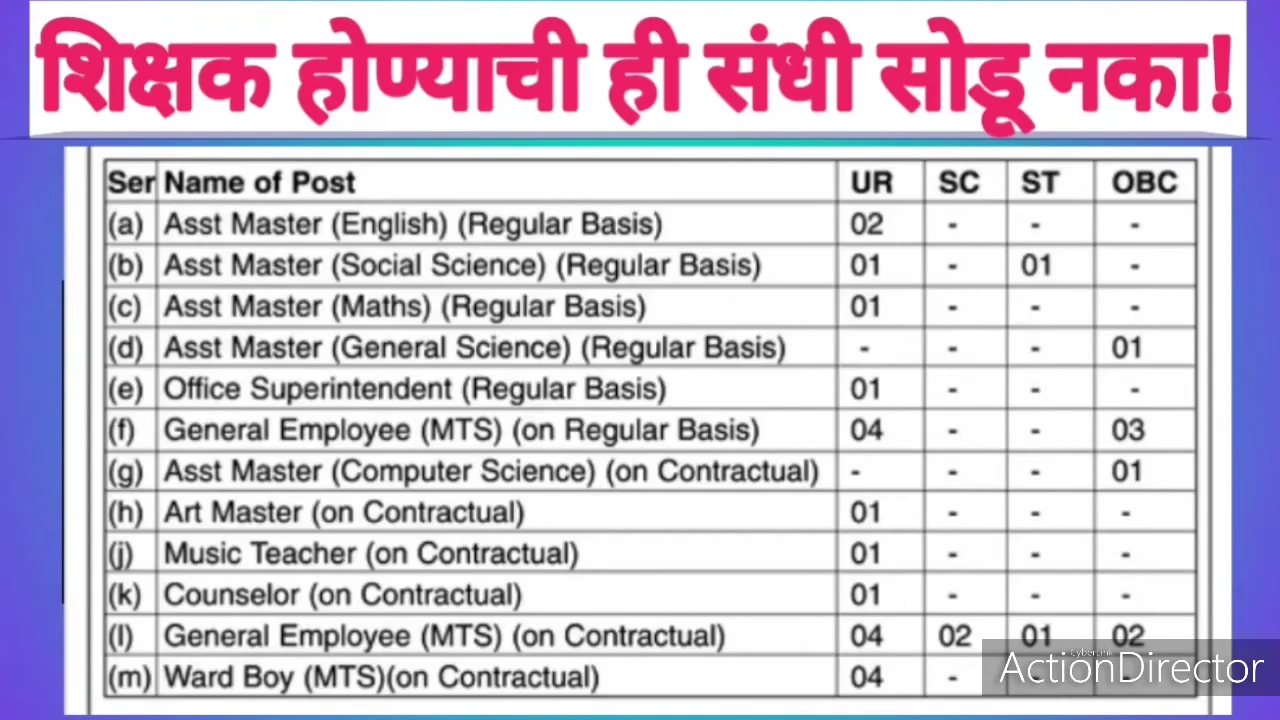 शिक्षक होण्याची ही संधी सोडू नका!
Ser Name of Post UR SC ST OBC
(a) Asst Master (English) (Regular Basis) 02 - - -
(b) Asst Master (Social Science) (Regular Basis) 01 - 01 -
(c) Asst Master (Maths) (Regular Basis) 01 - - -
(d) Asst Master (General Science) (Regular Basis) - - - 01
(e) Office Superintendent (Regular Basis) 01 - - -
(f) General Employee (MTS) (on Regular Basis) 04 - - 03
(g) Asst Master (Computer Science) (on Contractual) - - - 01
(h) Art Master (on Contractual) 01 - - -
(j) Music Teacher (on Contractual) 01 - - -
(k) Counselor (on Contractual) 01 - - -
(l) General Employee (MTS) (on Contractual) 04 02 01 02
(m) Ward Boy (MTS)(on Contractual) 04 - - -
CyberLink
ActionDirector